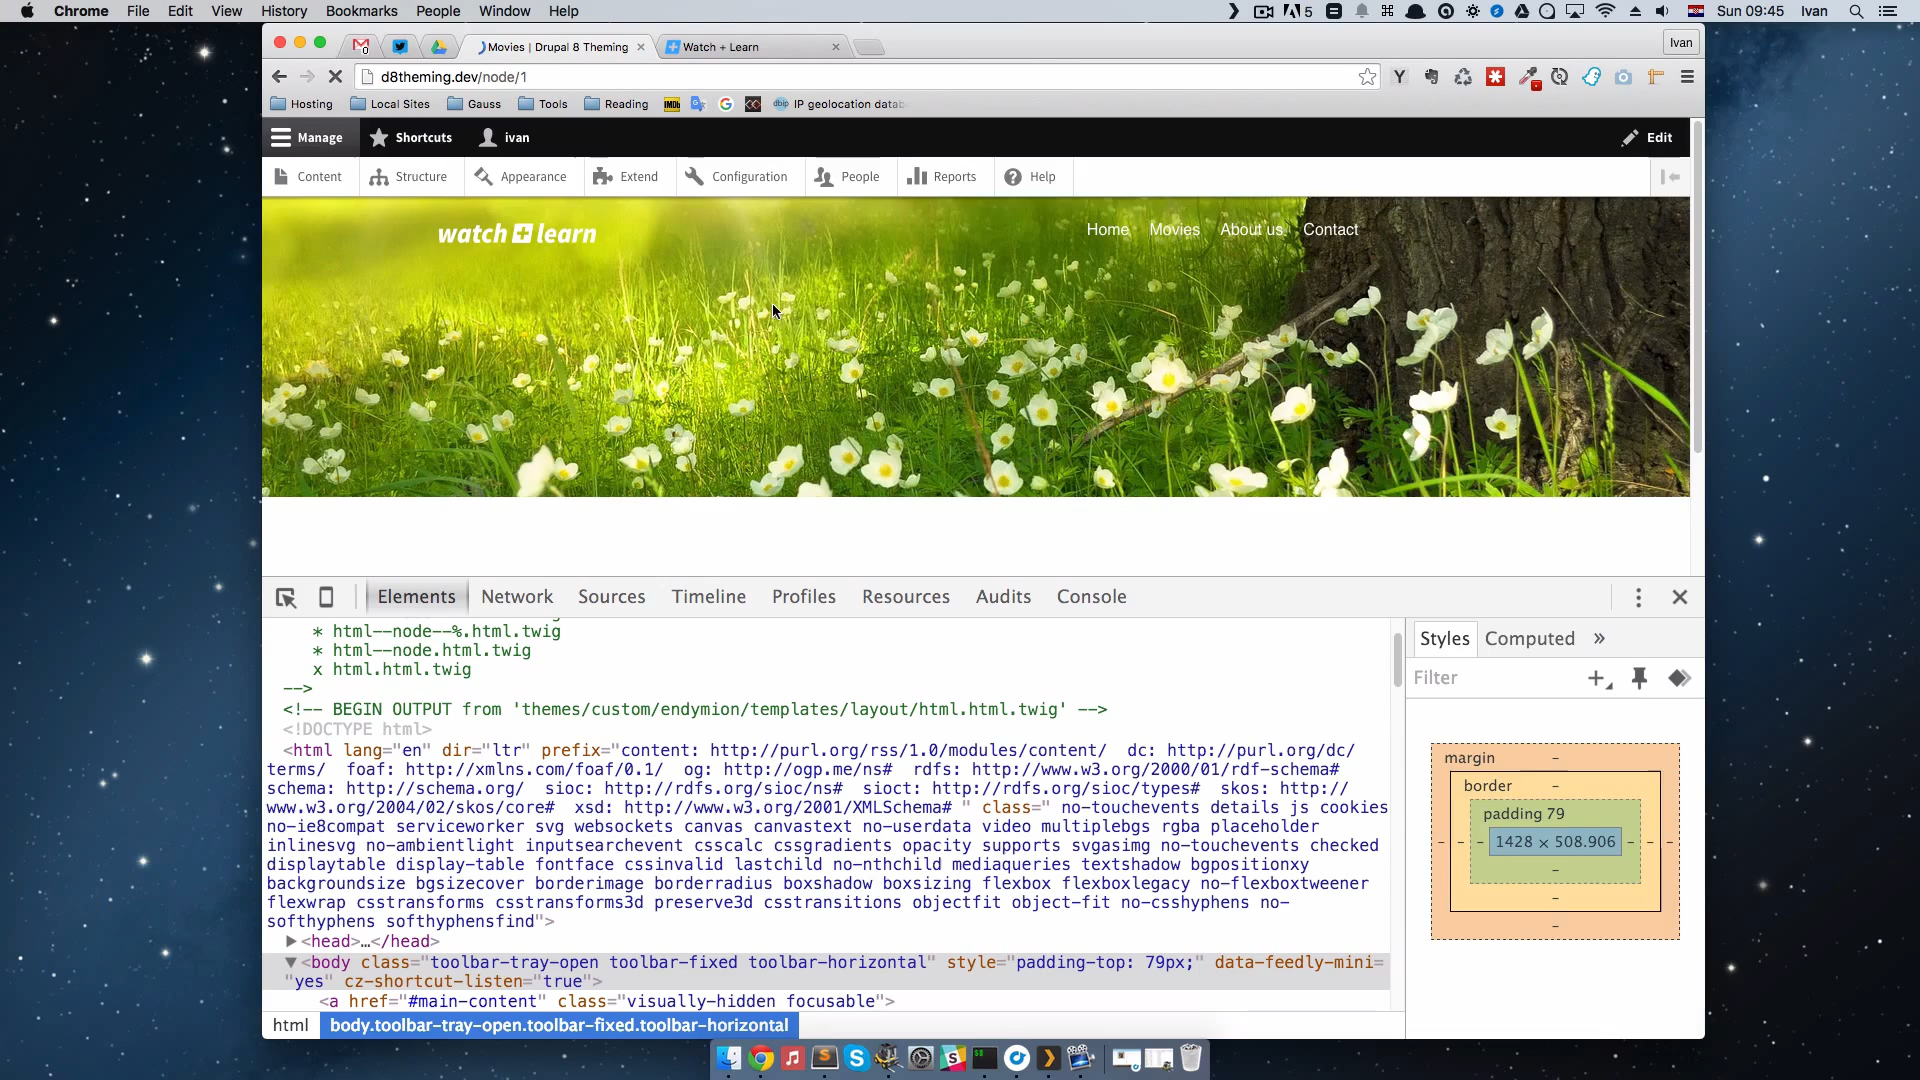 Chrome File Edit View History Bookmarks People Window Help 5 Sun 09:45 Ivan
0 Movies | Drupal 8 Theming Watch + Learn Ivan
d8theming.dev/node/1
Hosting Local Sites Gauss Tools Reading IMDb dbip IP geolocation datab
Manage Shortcuts ivan Edit
Content Structure Appearance Extend Configuration People Reports Help
watch + learn Home Movies About us Contact
Elements Network Sources Timeline Profiles Resources Audits Console
* html--node--%.html.twig
* html--node.html.twig
x html.html.twig
-->
<!-- BEGIN OUTPUT from 'themes/custom/endymion/templates/layout/html.html.twig' -->
<!DOCTYPE html>
<html lang="en" dir="ltr" prefix="content: http://purl.org/rss/1.0/modules/content/  dc: http://purl.org/dc/
terms/  foaf: http://xmlns.com/foaf/0.1/  og: http://ogp.me/ns#  rdfs: http://www.w3.org/2000/01/rdf-schema#
schema: http://schema.org/  sioc: http://rdfs.org/sioc/ns#  sioct: http://rdfs.org/sioc/types#  skos: http://
www.w3.org/2004/02/skos/core#  xsd: http://www.w3.org/2001/XMLSchema# " class=" no-touchevents details js cookies
no-ie8compat serviceworker svg websockets canvas canvastext no-userdata video multiplebgs rgba placeholder
inlinesvg no-ambientlight inputsearchevent csscalc cssgradients opacity supports svgasimg no-touchevents checked
displaytable display-table fontface cssinvalid lastchild no-nthchild mediaqueries textshadow bgpositionxy
backgroundsize bgsizecover borderimage borderradius boxshadow boxsizing flexbox flexboxlegacy no-flexboxtweener
flexwrap csstransforms csstransforms3d preserve3d csstransitions objectfit object-fit no-csshyphens no-
softhyphens softhyphensfind">
▶<head>…</head>
▼<body class="toolbar-tray-open toolbar-fixed toolbar-horizontal" style="padding-top: 79px;" data-feedly-mini=
"yes" cz-shortcut-listen="true">
<a href="#main-content" class="visually-hidden focusable">
html body.toolbar-tray-open.toolbar-fixed.toolbar-horizontal
Styles Computed »
Filter
margin –
border –
padding 79
– – – 1428 × 508.906 – – –
–
–
–